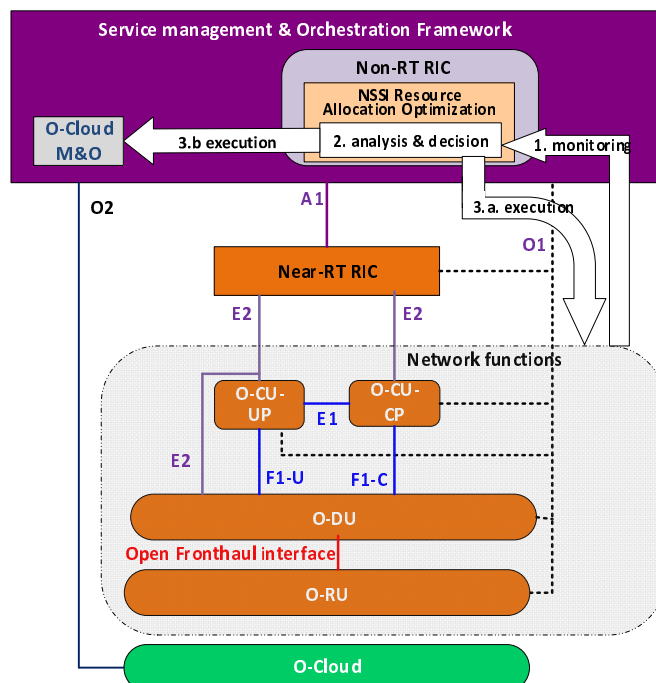 Service management & Orchestration Framework
Non-RT RIC
NSSI Resource
Allocation Optimization
O-Cloud
M&O
3.b execution
2. analysis & decision
1. monitoring
O2
A1
3.a. execution
O1
Near-RT RIC
E2
E2
Network functions
O-CU-
UP
O-CU-
CP
E1
E2
F1-U
F1-C
O-DU
Open Fronthaul interface
O-RU
O-Cloud